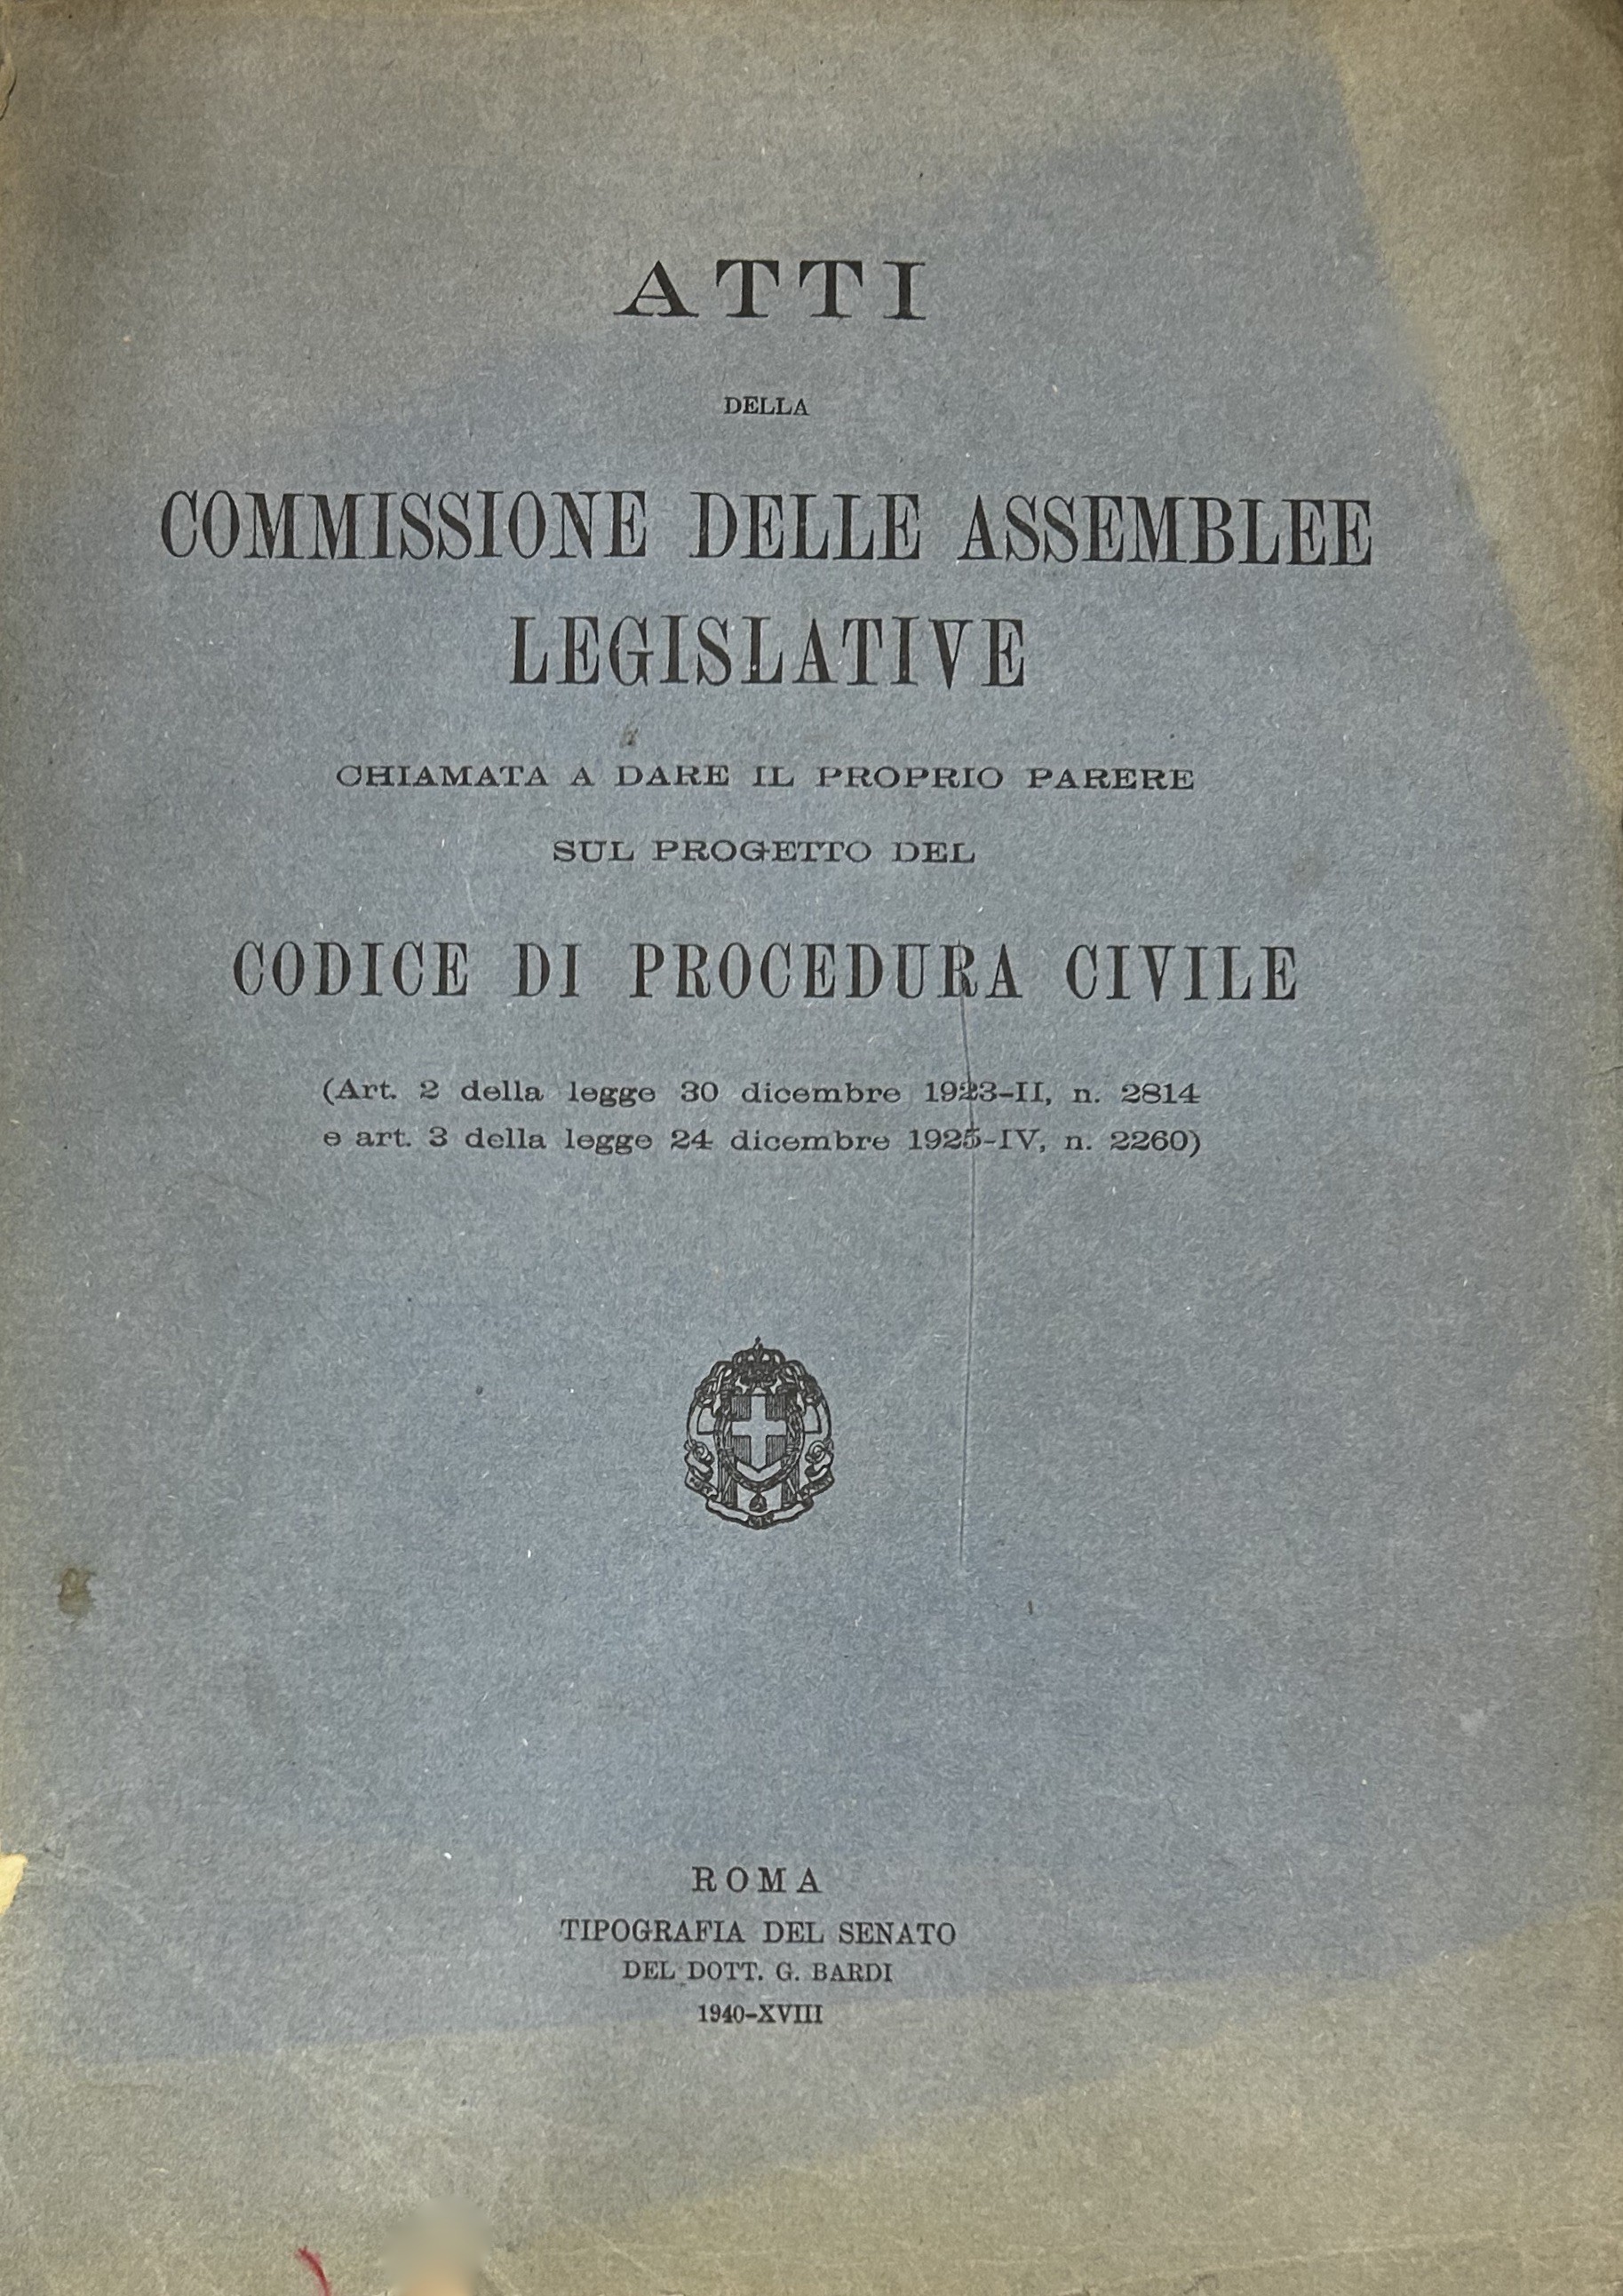 ATTI
DELLA
COMMISSIONE DELLE ASSEMBLEE
LEGISLATIVE
CHIAMATA A DARE IL PROPRIO PARERE
SUL PROGETTO DEL
CODICE DI PROCEDURA CIVILE
(Art. 2 della legge 30 dicembre 1923-II, n. 2814
e art. 3 della legge 24 dicembre 1925-IV, n. 2260)
ROMA
TIPOGRAFIA DEL SENATO
DEL DOTT. G. BARDI
1940-XVIII